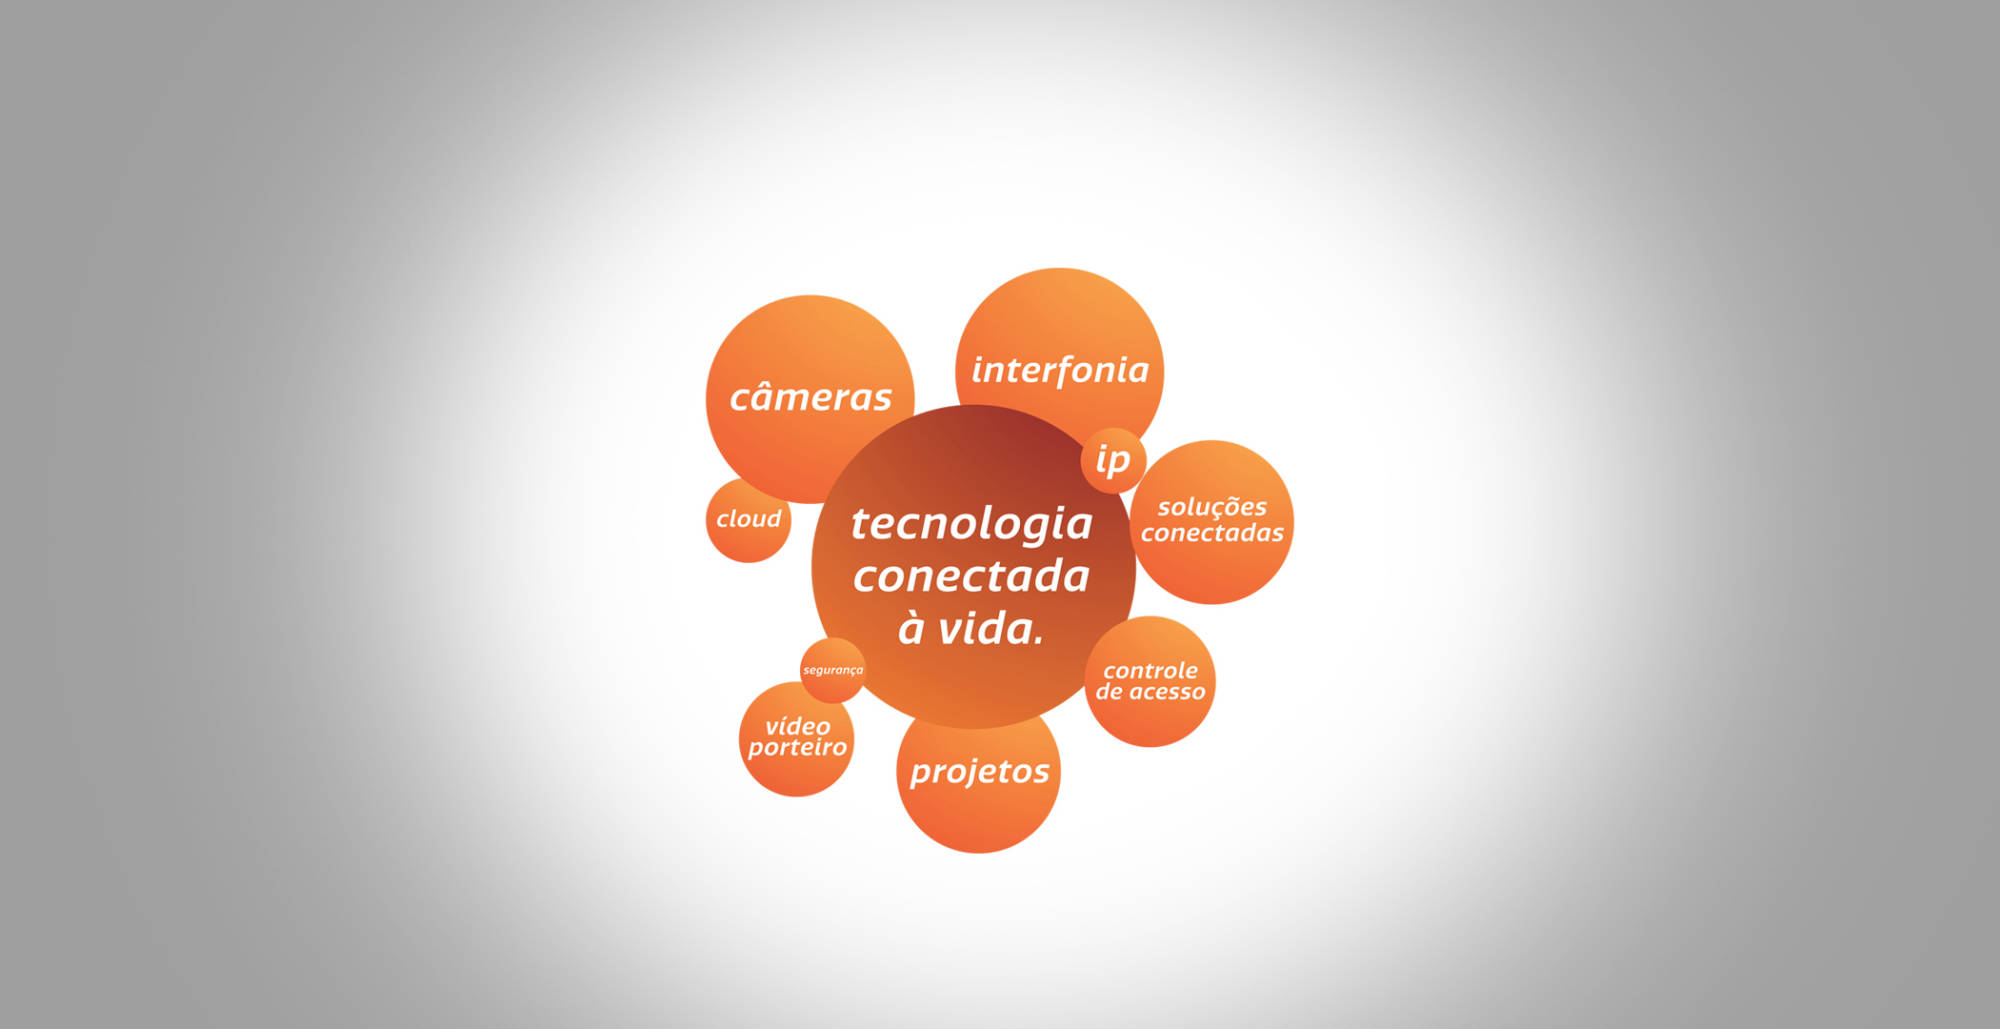 interfonia
câmeras
ip
soluções
conectadas
cloud
tecnologia
conectada
à vida.
segurança
controle
de acesso
vídeo
porteiro
projetos